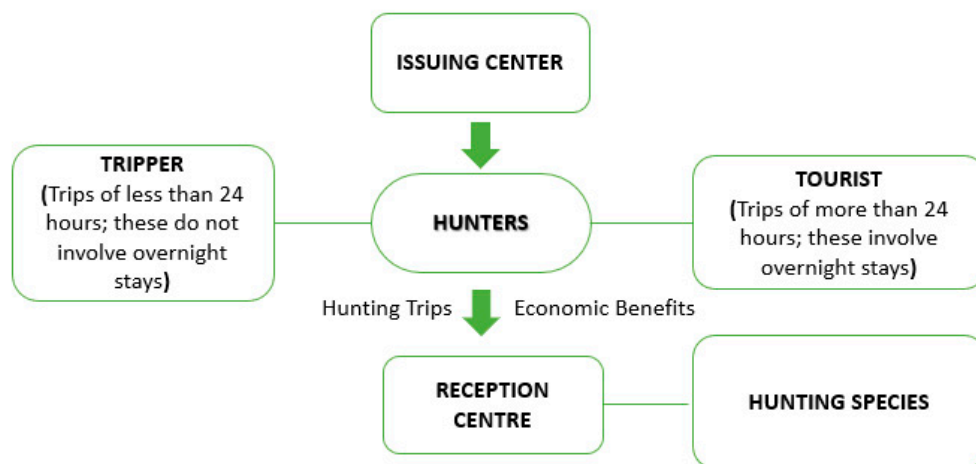 ISSUING CENTER
TRIPPER
(Trips of less than 24
hours; these do not
involve overnight
stays)
HUNTERS
TOURIST
(Trips of more than 24
hours; these involve
overnight stays)
Hunting Trips
Economic Benefits
RECEPTION
CENTRE
HUNTING SPECIES